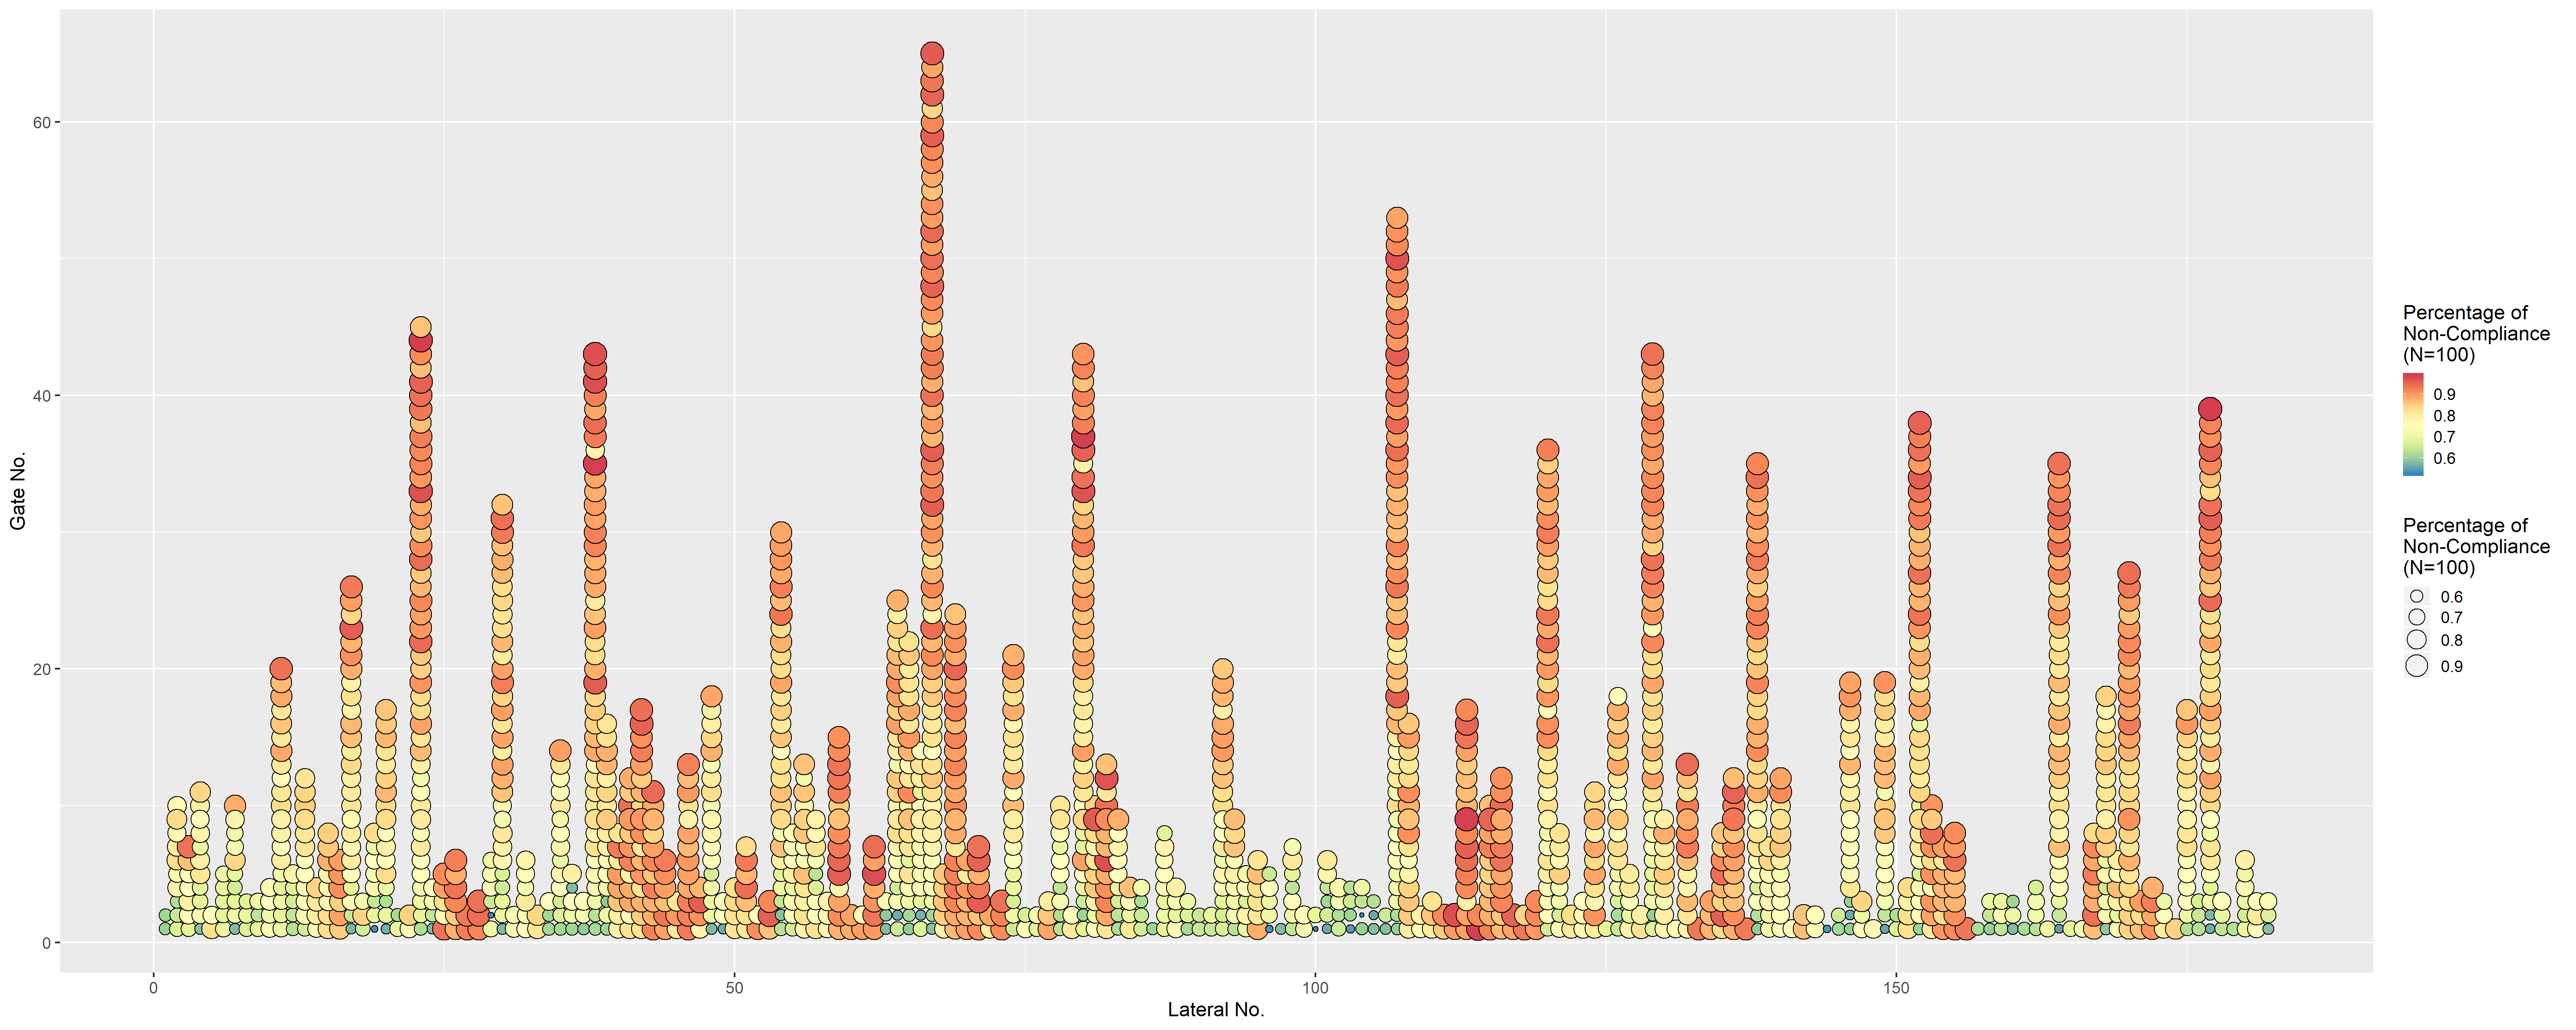 60
40
20
0
Gate No.
0
50
100
150
Lateral No.
Percentage of
Non-Compliance
(N=100)
0.9
0.8
0.7
0.6
Percentage of
Non-Compliance
(N=100)
0.6
0.7
0.8
0.9